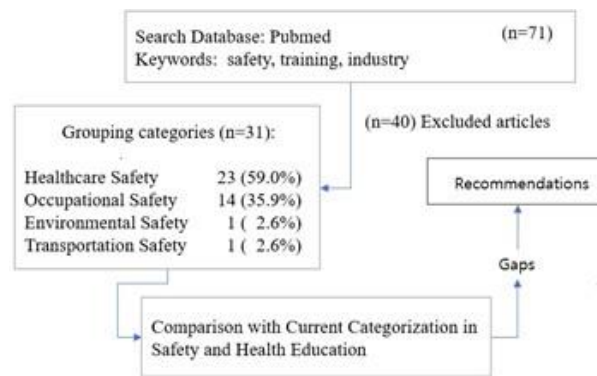 Search Database: Pubmed (n=71)
Keywords: safety, training, industry
(n=40) Excluded articles
Grouping categories (n=31):
Healthcare Safety 23 (59.0%)
Occupational Safety 14 (35.9%)
Environmental Safety 1 ( 2.6%)
Transportation Safety 1 ( 2.6%)
Recommendations
Gaps
Comparison with Current Categorization in
Safety and Health Education